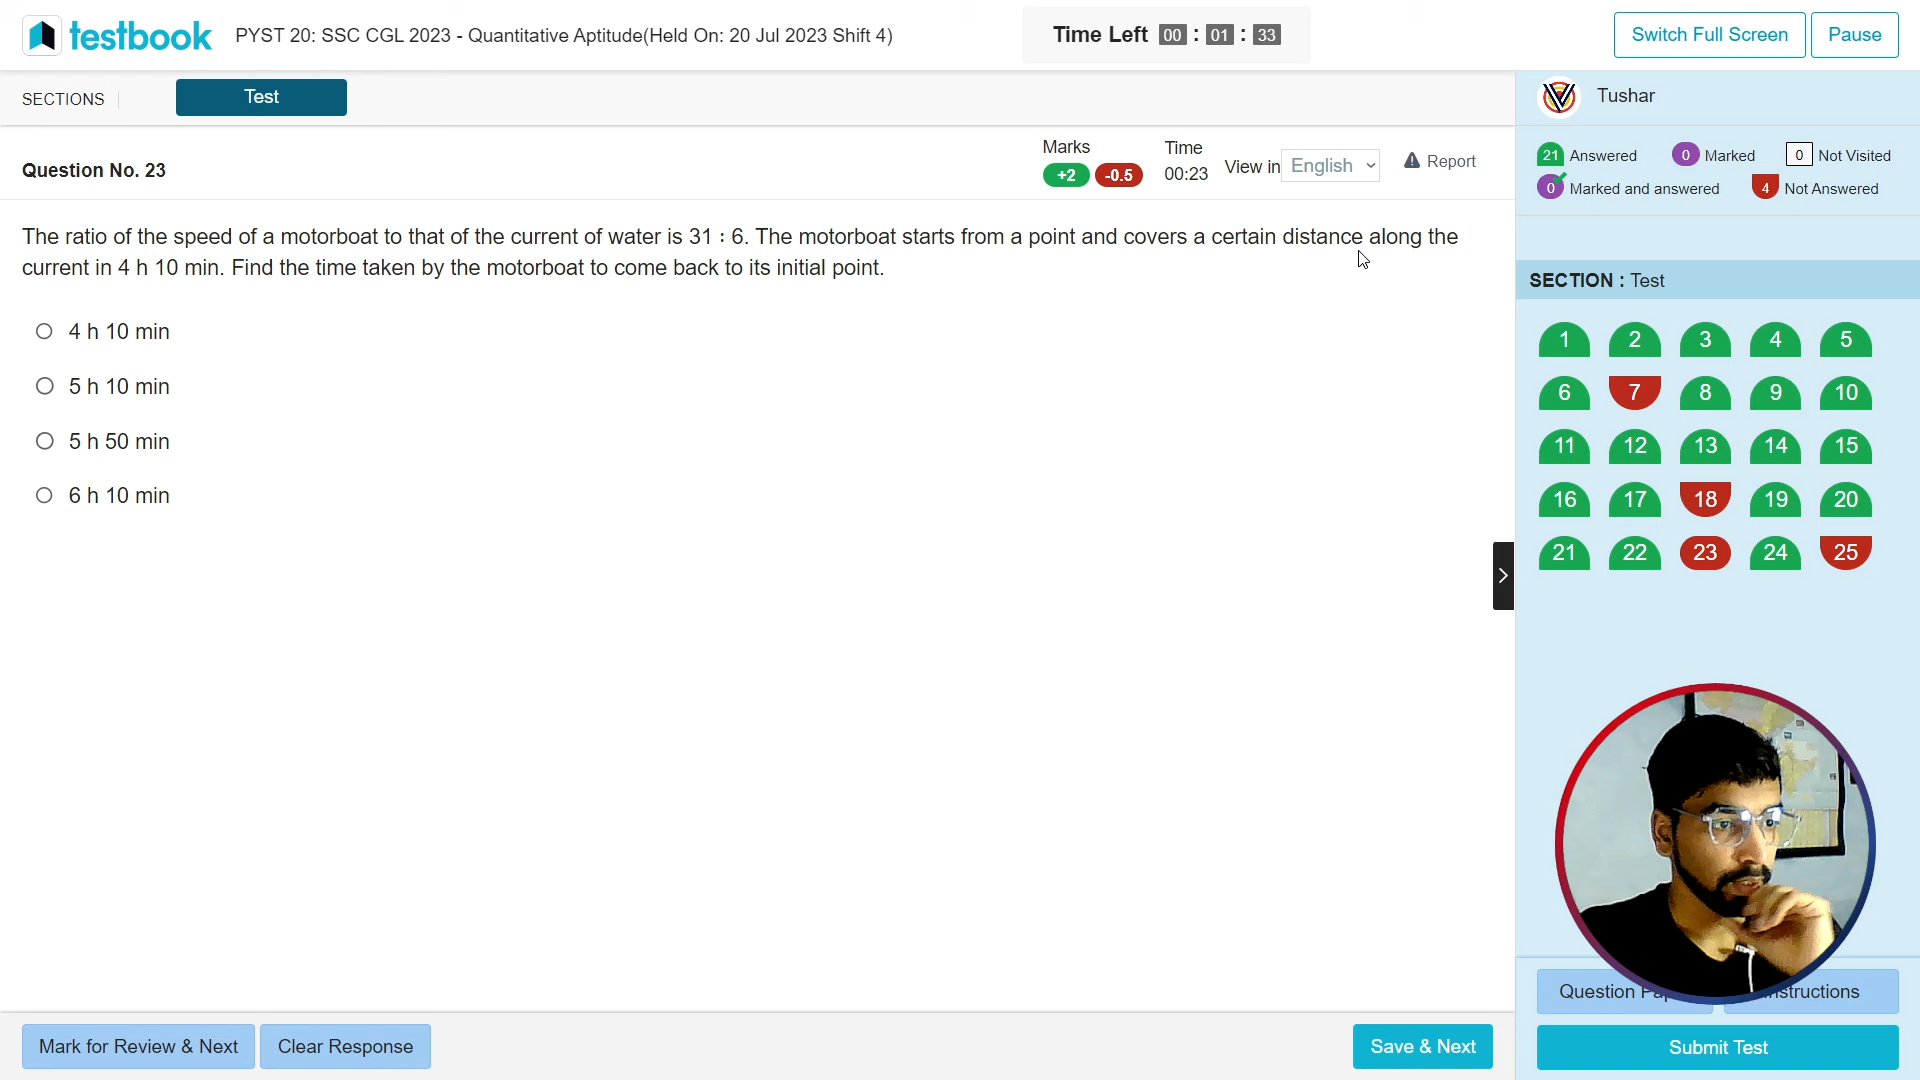 testbook PYST 20: SSC CGL 2023 - Quantitative Aptitude(Held On: 20 Jul 2023 Shift 4) Time Left 00 : 01 : 33 Switch Full Screen Pause
SECTIONS Test Tushar
Question No. 23 Marks +2 -0.5 Time 00:23 View in English Report
21 Answered 0 Marked 0 Not Visited
0 Marked and answered 4 Not Answered
The ratio of the speed of a motorboat to that of the current of water is 31 : 6. The motorboat starts from a point and covers a certain distance along the
current in 4 h 10 min. Find the time taken by the motorboat to come back to its initial point.
4 h 10 min
5 h 10 min
5 h 50 min
6 h 10 min
SECTION : Test
1 2 3 4 5
6 7 8 9 10
11 12 13 14 15
16 17 18 19 20
21 22 23 24 25
Question
Mark for Review & Next Clear Response Save & Next Submit Test